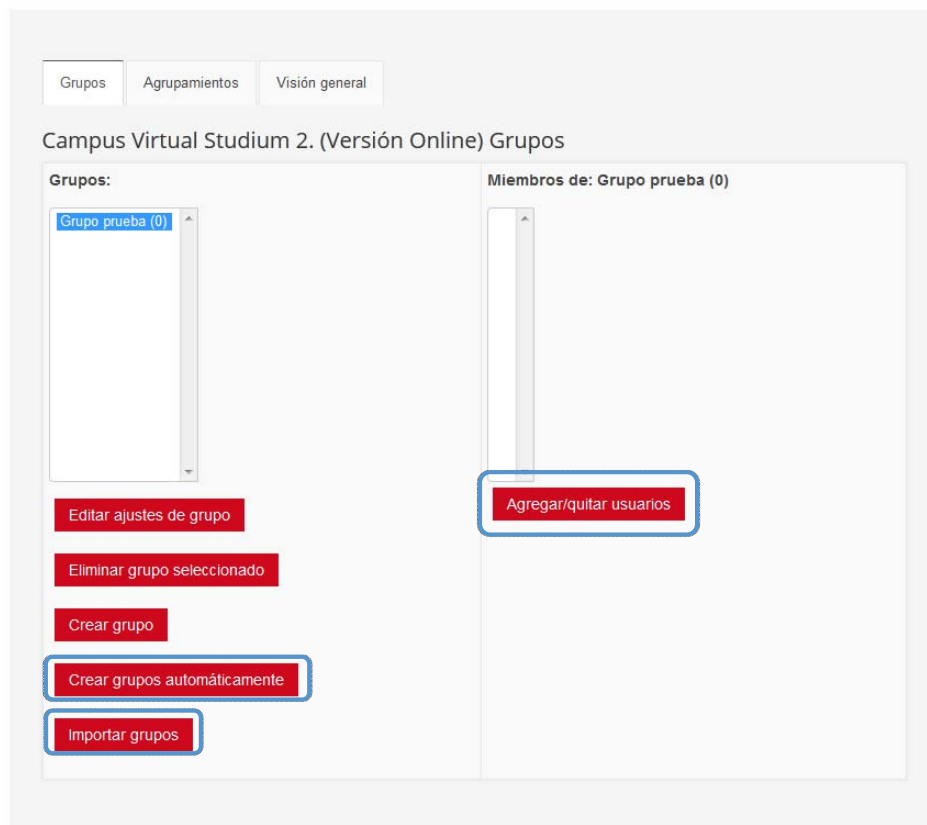 Grupos
Agrupamientos
Visión general
Campus Virtual Studium 2. (Versión Online) Grupos
Grupos:
Grupo prueba (0)
Editar ajustes de grupo
Eliminar grupo seleccionado
Crear grupo
Crear grupos automáticamente
Importar grupos
Miembros de: Grupo prueba (0)
Agregar/quitar usuarios